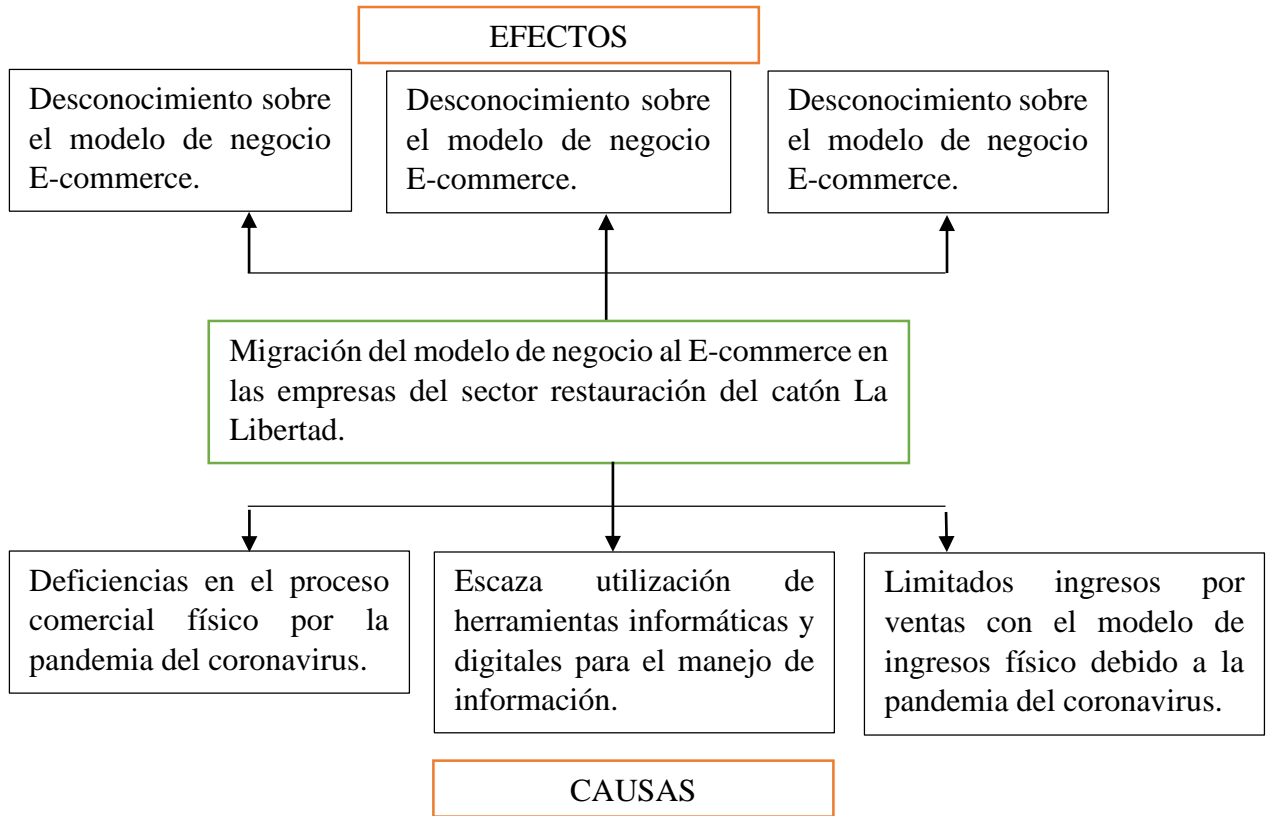 EFECTOS
Desconocimiento sobre
el modelo de negocio
E-commerce.
Desconocimiento sobre
el modelo de negocio
E-commerce.
Desconocimiento sobre
el modelo de negocio
E-commerce.
Migración del modelo de negocio al E-commerce en
las empresas del sector restauración del catón La
Libertad.
Deficiencias en el proceso
comercial físico por la
pandemia del coronavirus.
Escaza utilización de
herramientas informáticas y
digitales para el manejo de
información.
Limitados ingresos por
ventas con el modelo de
ingresos físico debido a la
pandemia del coronavirus.
CAUSAS